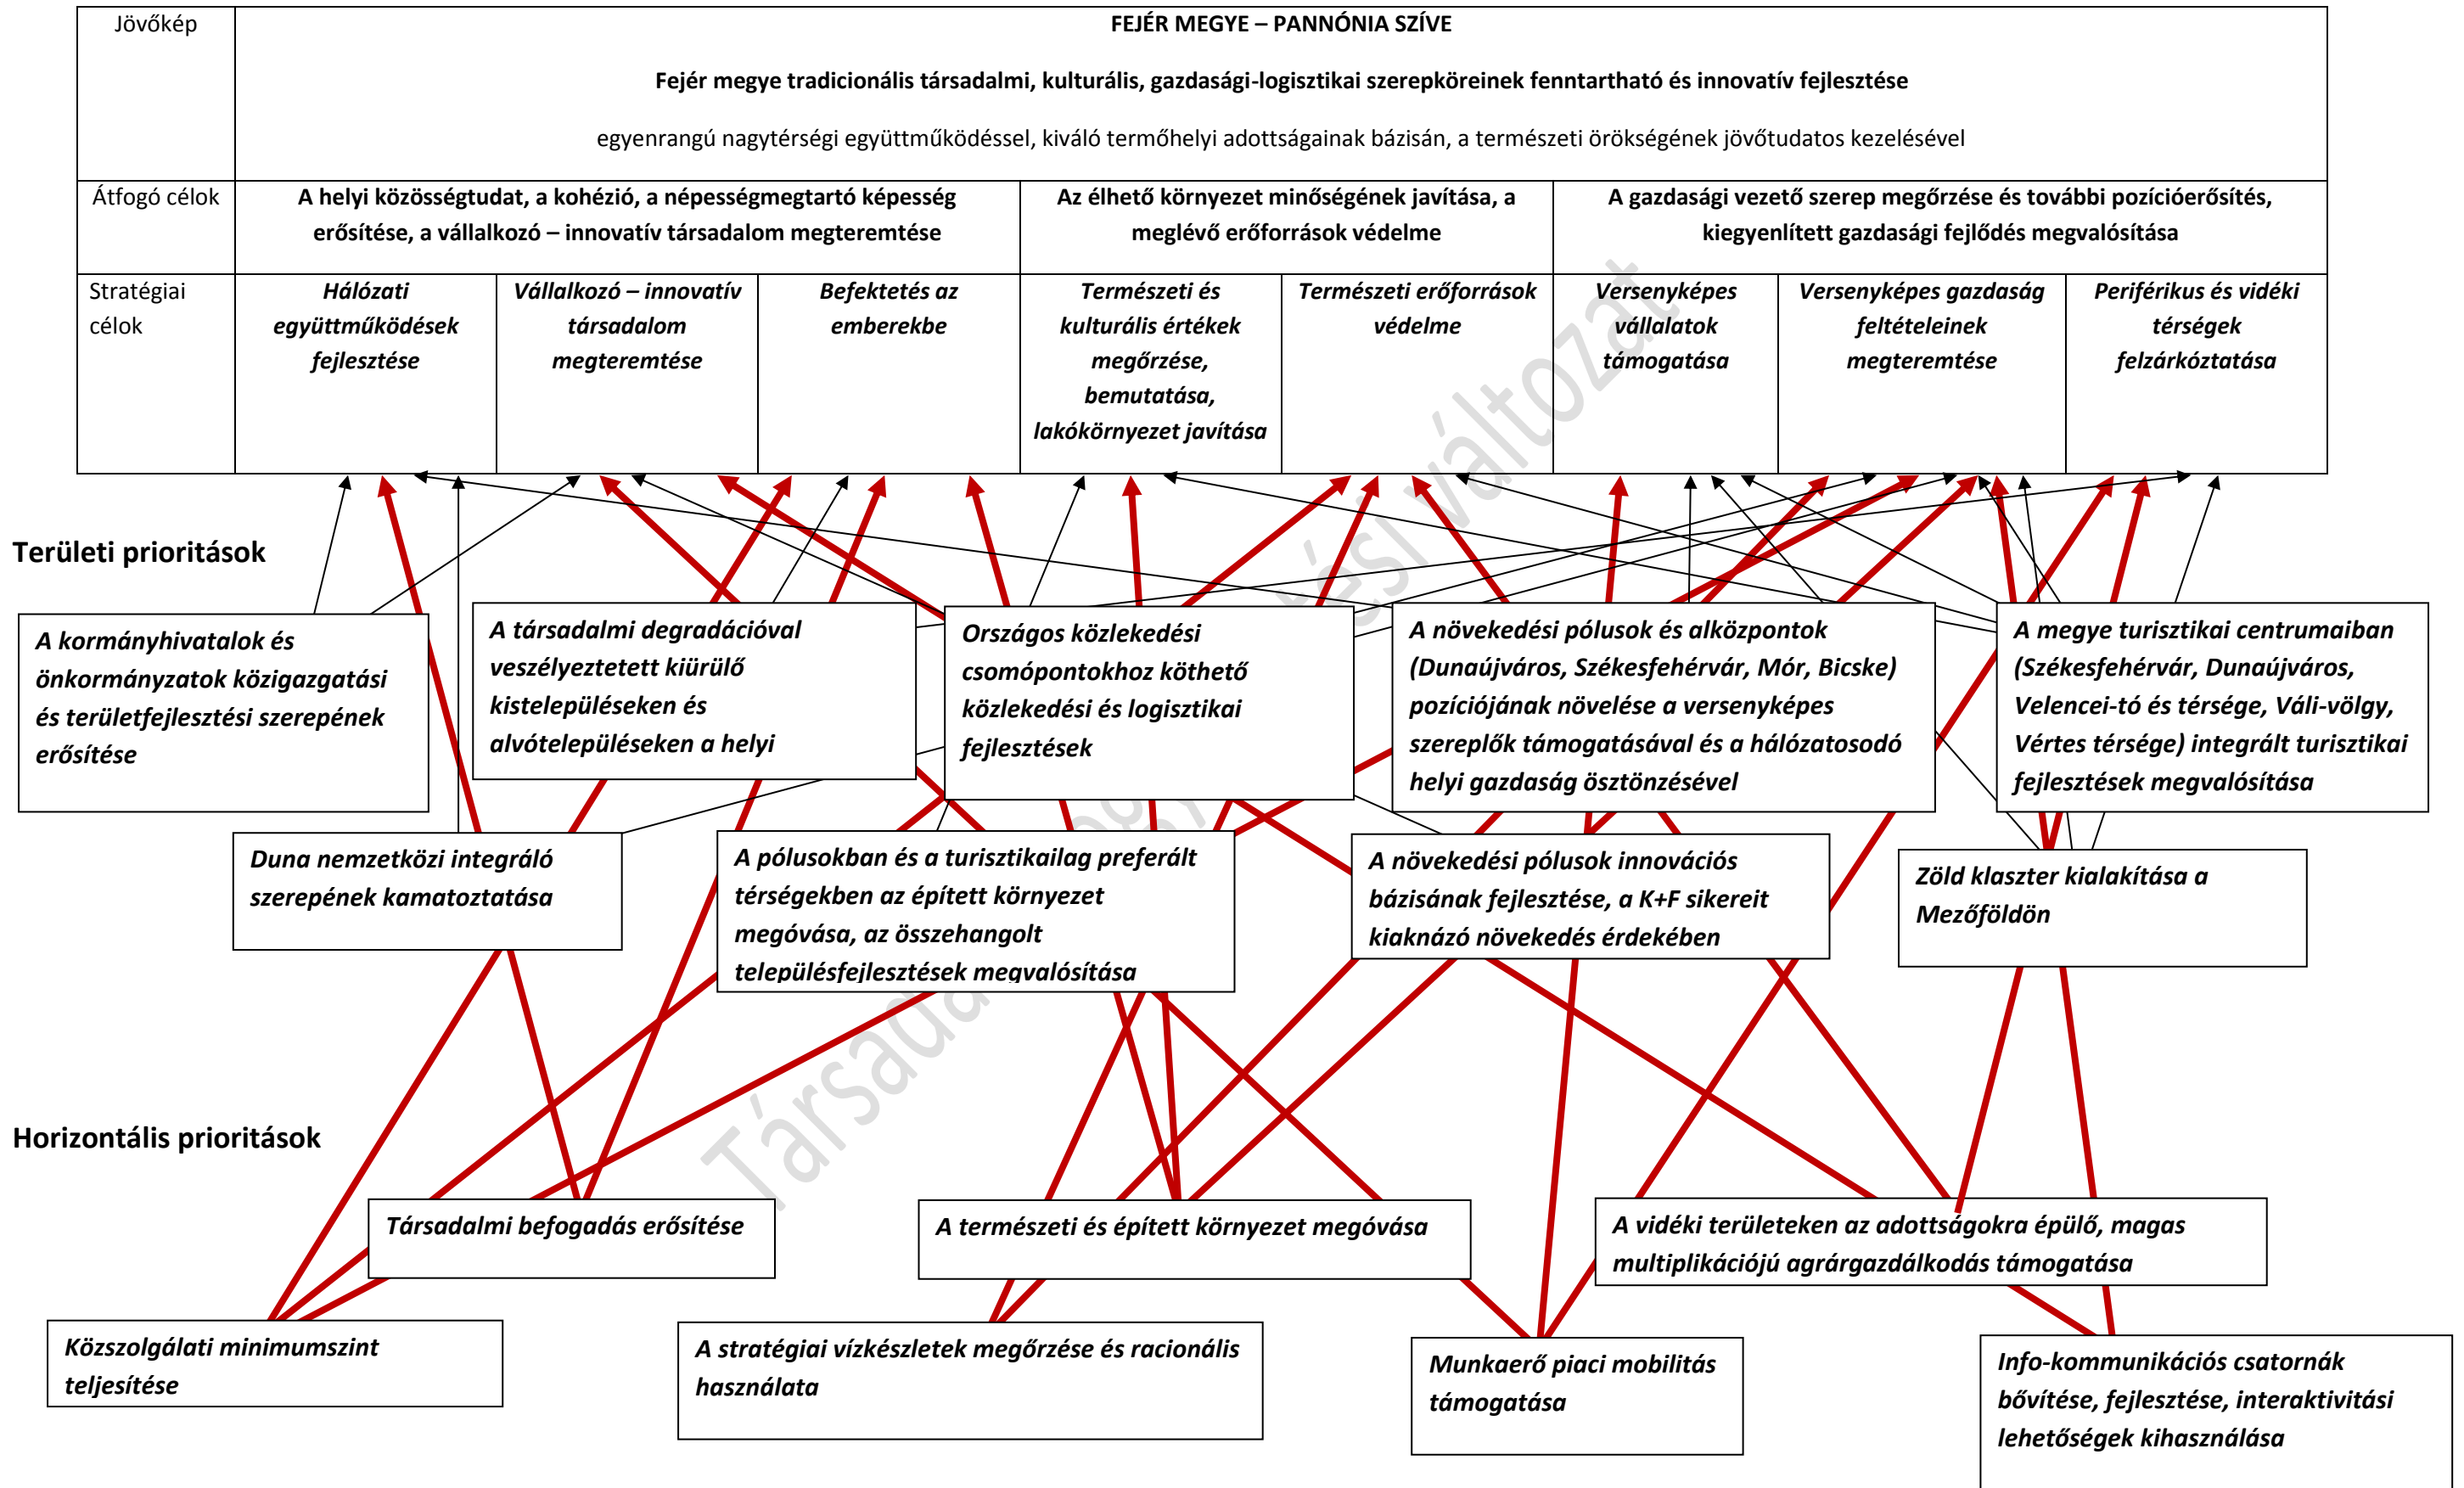 Jövőkép
FEJÉR MEGYE – PANNÓNIA SZÍVE
Fejér megye tradicionális társadalmi, kulturális, gazdasági-logisztikai szerepköreinek fenntartható és innovatív fejlesztése
egyenrangú nagytérségi együttműködéssel, kiváló termőhelyi adottságainak bázisán, a természeti örökségének jövőtudatos kezelésével
Átfogó célok
A helyi közösségtudat, a kohézió, a népességmegtartó képesség
erősítése, a vállalkozó – innovatív társadalom megteremtése
Az élhető környezet minőségének javítása, a
meglévő erőforrások védelme
A gazdasági vezető szerep megőrzése és további pozícióerősítés,
kiegyenlített gazdasági fejlődés megvalósítása
Stratégiai
célok
Hálózati
együttműködések
fejlesztése
Vállalkozó – innovatív
társadalom
megteremtése
Befektetés az
emberekbe
Természeti és
kulturális értékek
megőrzése,
bemutatása,
lakókörnyezet javítása
Természeti erőforrások
védelme
Versenyképes
vállalatok
támogatása
Versenyképes gazdaság
feltételeinek
megteremtése
Periférikus és vidéki
térségek
felzárkóztatása
Területi prioritások
A kormányhivatalok és
önkormányzatok közigazgatási
és területfejlesztési szerepének
erősítése
A társadalmi degradációval
veszélyeztetett kiürülő
kistelepüléseken és
alvótelepüléseken a helyi
Országos közlekedési
csomópontokhoz köthető
közlekedési és logisztikai
fejlesztések
A növekedési pólusok és alközpontok
(Dunaújváros, Székesfehérvár, Mór, Bicske)
pozíciójának növelése a versenyképes
szereplők támogatásával és a hálózatosodó
helyi gazdaság ösztönzésével
A megye turisztikai centrumaiban
(Székesfehérvár, Dunaújváros,
Velencei-tó és térsége, Váli-völgy,
Vértes térsége) integrált turisztikai
fejlesztések megvalósítása
Duna nemzetközi integráló
szerepének kamatoztatása
A pólusokban és a turisztikailag preferált
térségekben az épített környezet
megóvása, az összehangolt
településfejlesztések megvalósítása
A növekedési pólusok innovációs
bázisának fejlesztése, a K+F sikereit
kiaknázó növekedés érdekében
Zöld klaszter kialakítása a
Mezőföldön
Horizontális prioritások
Társadalmi befogadás erősítése
A természeti és épített környezet megóvása
A vidéki területeken az adottságokra épülő, magas
multiplikációjú agrárgazdálkodás támogatása
Közszolgálati minimumszint
teljesítése
A stratégiai vízkészletek megőrzése és racionális
használata
Munkaerő piaci mobilitás
támogatása
Info-kommunikációs csatornák
bővítése, fejlesztése, interaktivitási
lehetőségek kihasználása
változat